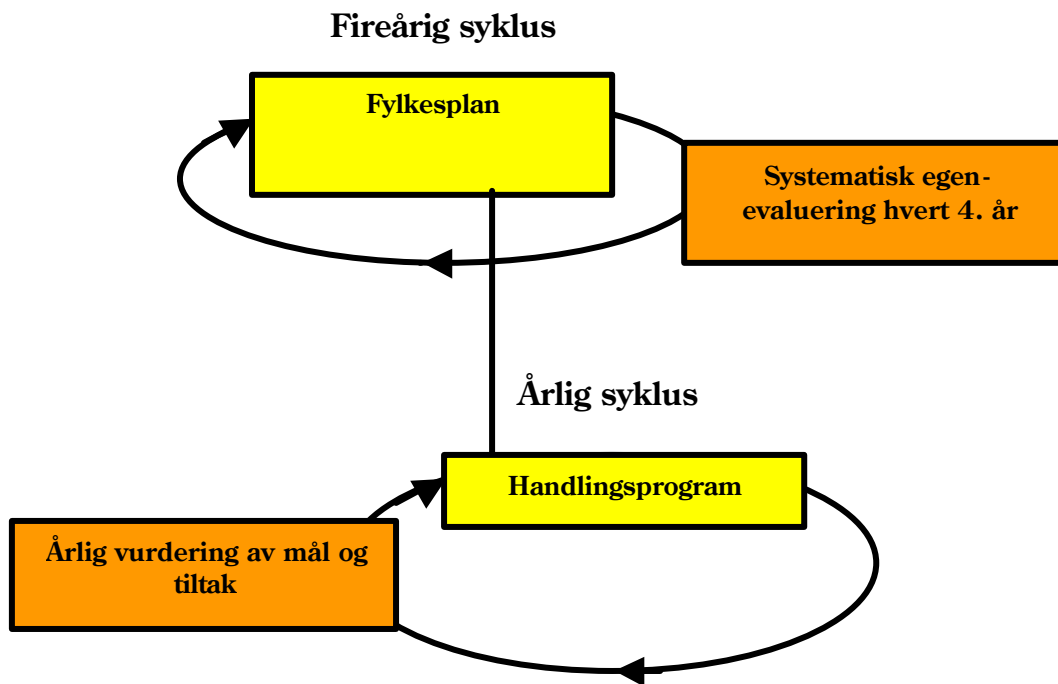 Fireårig syklus
Fylkesplan
Systematisk egen-
evaluering hvert 4. år
Årlig syklus
Handlingsprogram
Årlig vurdering av mål og
tiltak